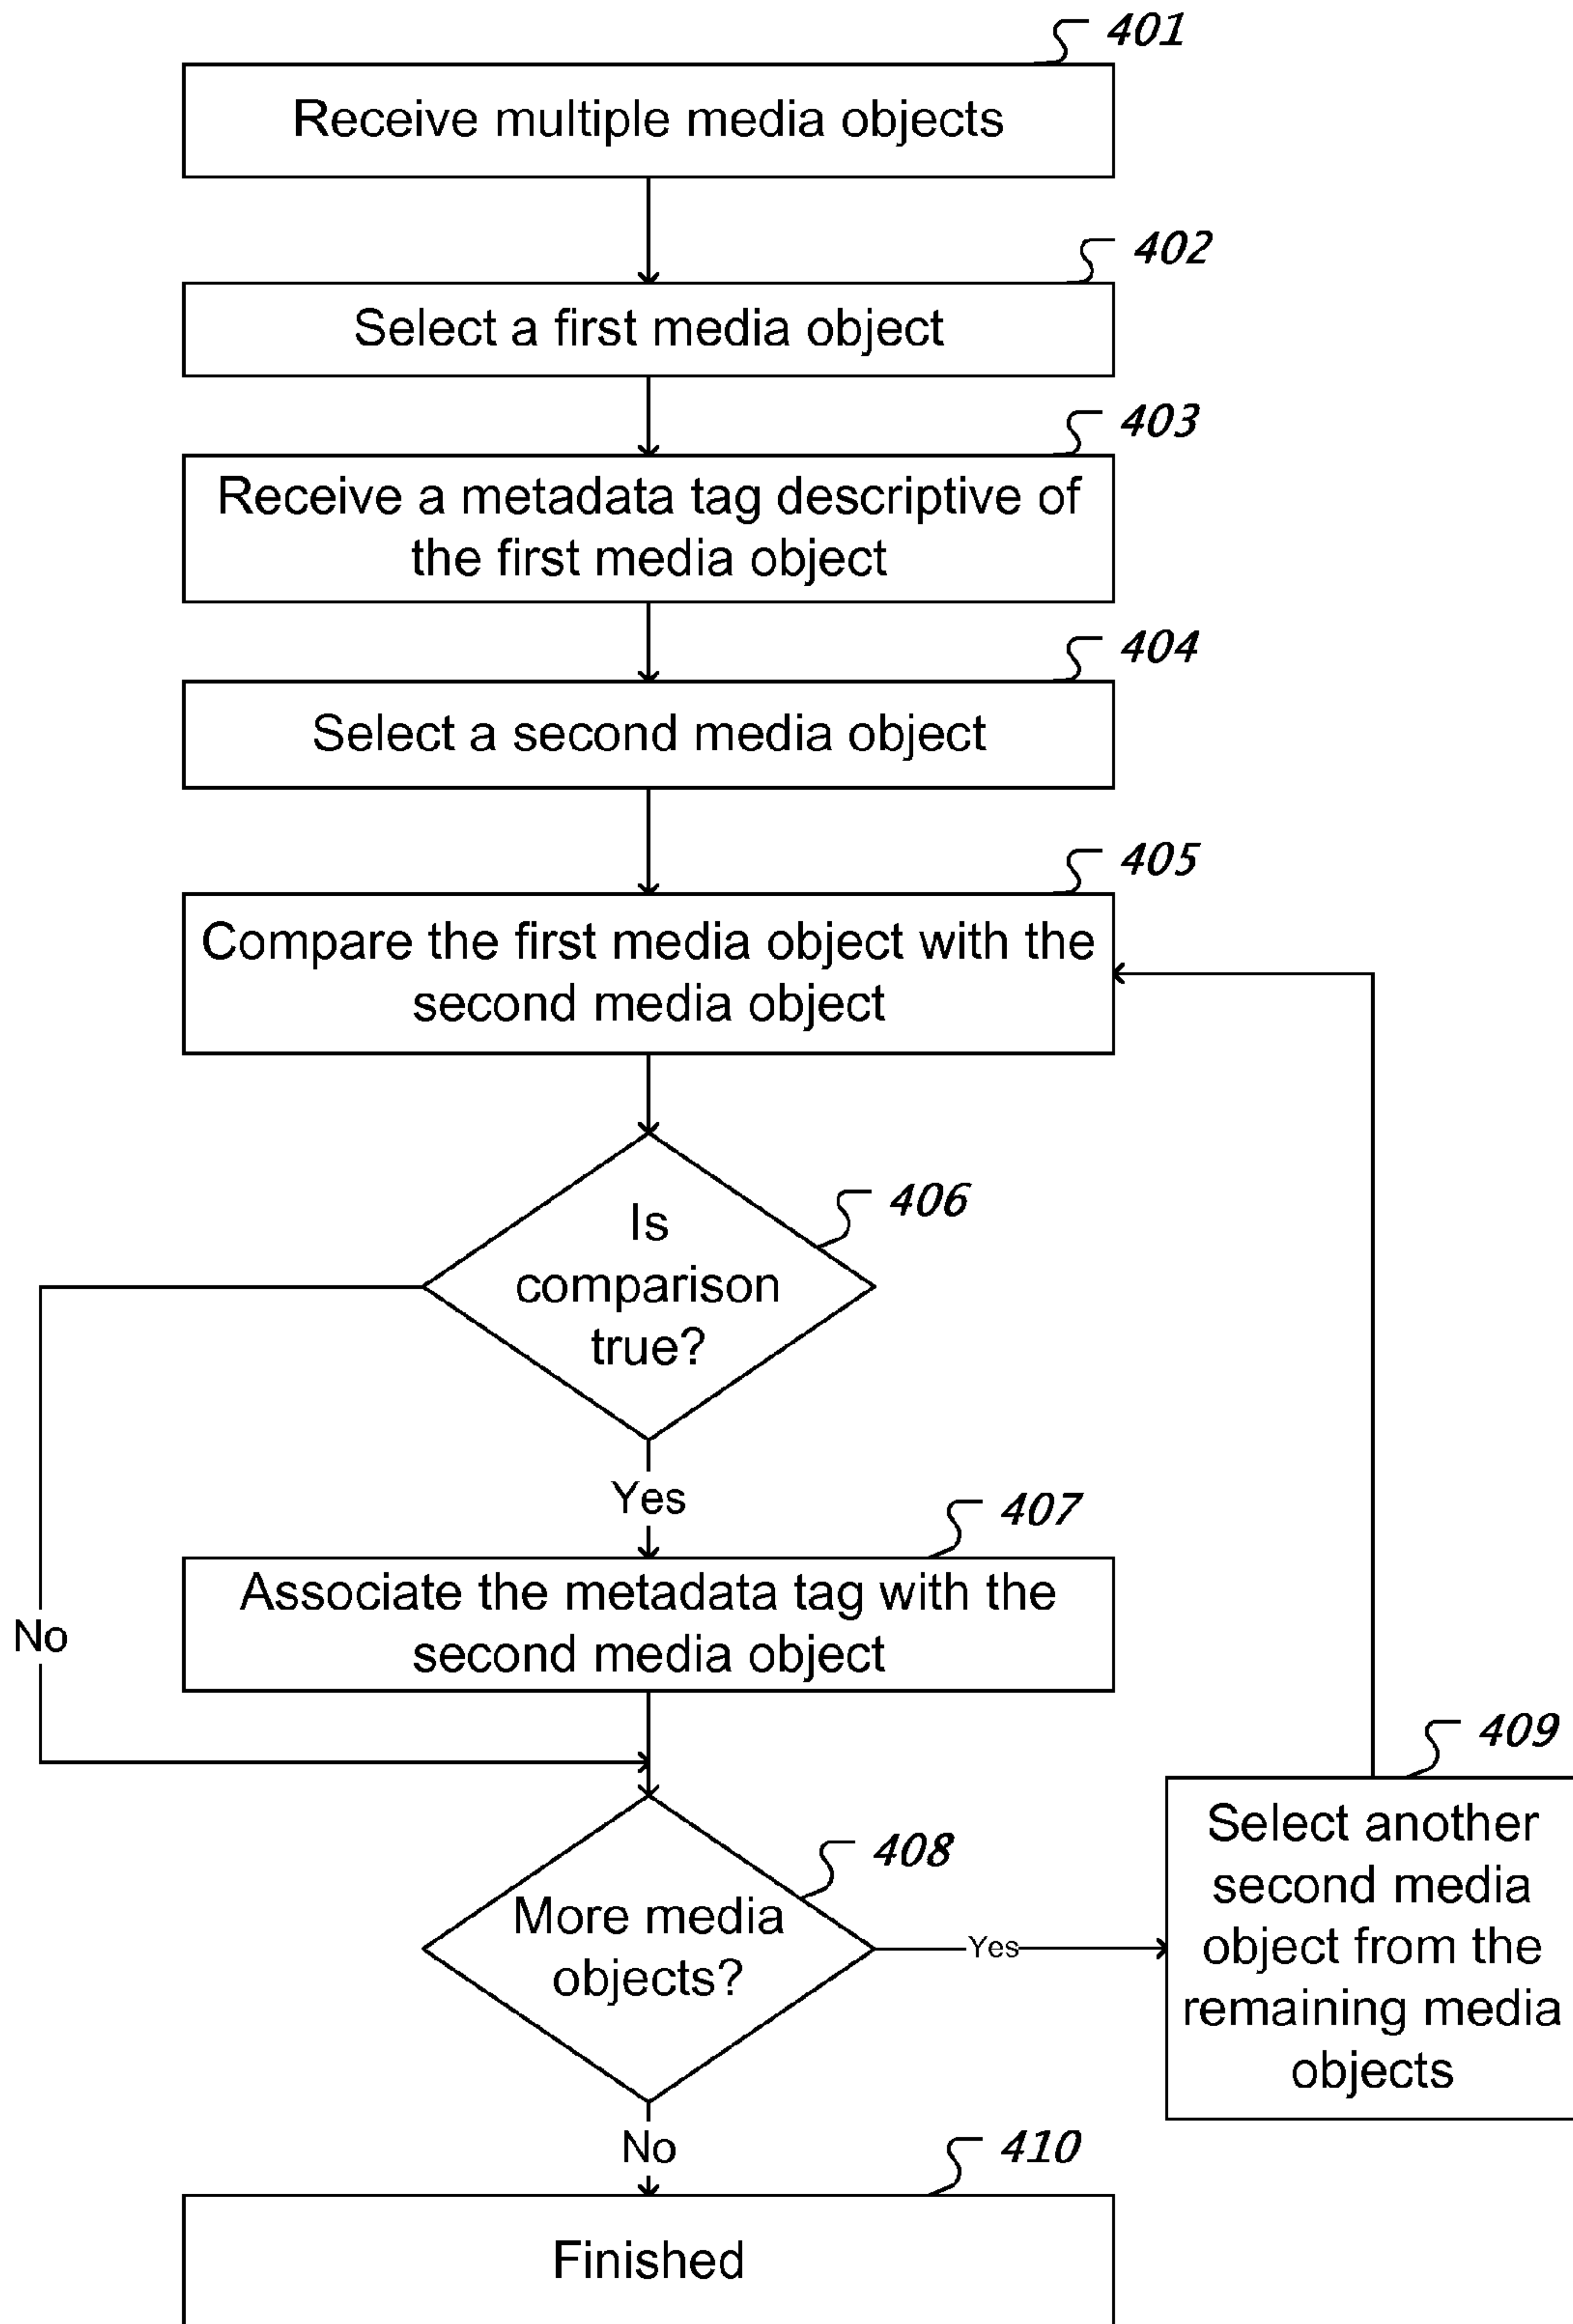 401
Receive multiple media objects
402
Select a first media object
403
Receive a metadata tag descriptive of
the first media object
404
Select a second media object
405
Compare the first media object with the
second media object
406
Is
comparison
true?
Yes
407
Associate the metadata tag with the
second media object
No
408
More media
objects?
Yes
409
Select another
second media
object from the
remaining media
objects
No
410
Finished